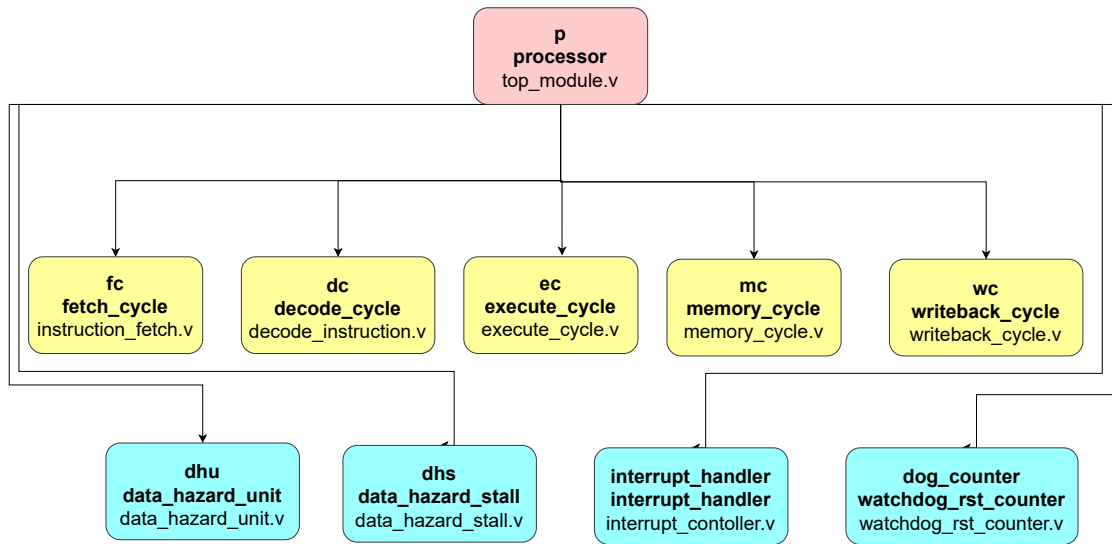 p
processor
top_module.v
fc
fetch_cycle
instruction_fetch.v
dc
decode_cycle
decode_instruction.v
ec
execute_cycle
execute_cycle.v
mc
memory_cycle
memory_cycle.v
wc
writeback_cycle
writeback_cycle.v
dhu
data_hazard_unit
data_hazard_unit.v
dhs
data_hazard_stall
data_hazard_stall.v
interrupt_handler
interrupt_handler
interrupt_contoller.v
dog_counter
watchdog_rst_counter
watchdog_rst_counter.v